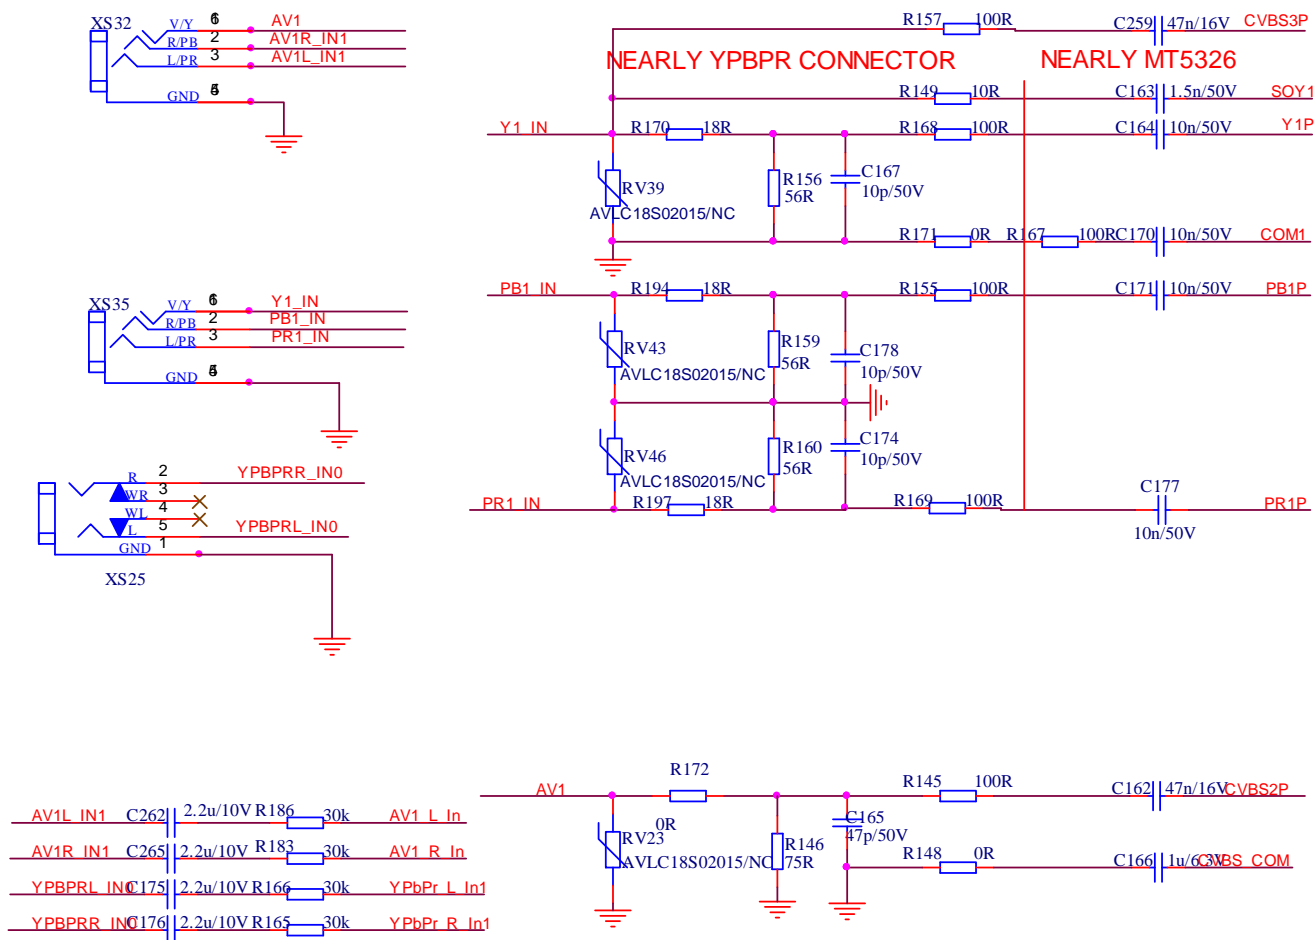 XS32
V/Y 6 AV1
R/PB 2 AV1R_IN1
L/PR 3 AV1L_IN1
GND
XS35
V/Y 6 Y1_IN
R/PB 2 PB1_IN
L/PR 3 PR1_IN
GND
R 2 YPBPRR_IN0
WR 3
WL 4
L 5 YPBPRL_IN0
GND 1
XS25
R157 100R C259 47n/16V CVBS3P
NEARLY YPBPR CONNECTOR NEARLY MT5326
R149 10R C163 1.5n/50V SOY1
Y1_IN R170 18R R168 100R C164 10n/50V Y1P
RV39
AVLC18S02015/NC
R156
56R
C167
10p/50V
R171 0R R167 100R C170 10n/50V COM1
PB1_IN R194 18R R155 100R C171 10n/50V PB1P
RV43
AVLC18S02015/NC
R159
56R
C178
10p/50V
RV46
AVLC18S02015/NC
R160
56R
C174
10p/50V
PR1_IN R197 18R R169 100R C177 PR1P
10n/50V
AV1L_IN1 C262 2.2u/10V R186 30k AV1_L_In
AV1R_IN1 C265 2.2u/10V R183 30k AV1_R_In
YPBPRL_IN0 C175 2.2u/10V R166 30k YPbPr_L_In1
YPBPRR_IN0 C176 2.2u/10V R165 30k YPbPr_R_In1
AV1 R172 R145 100R C162 47n/16V CVBS2P
0R
RV23
AVLC18S02015/NC
R146
75R
C165
47p/50V
R148 0R C166 1u/6.3V CVBS_COM